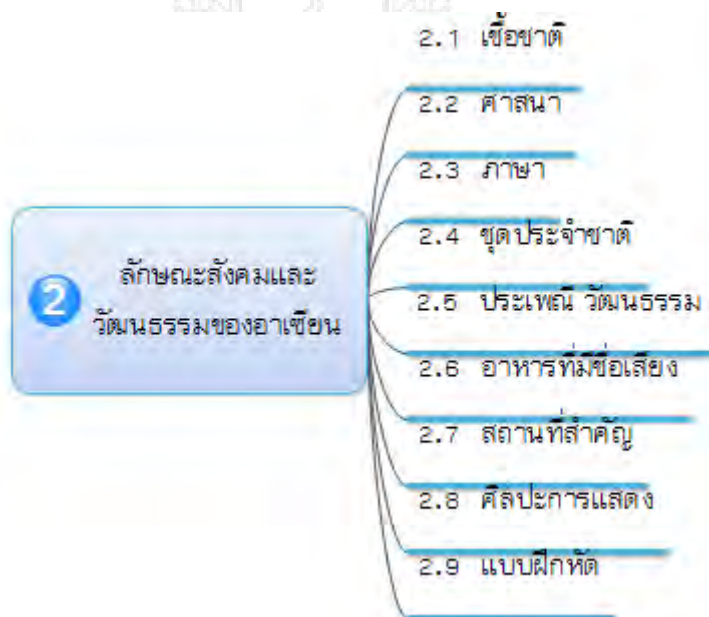 2.1 เชื้อชาติ
2.2 ศาสนา
2.3 ภาษา
2.4 ชุดประจำชาติ
2 ลักษณะสังคมและ
วัฒนธรรมของอาเซียน
2.5 ประเพณี วัฒนธรรม
2.6 อาหารที่มีชื่อเสียง
2.7 สถานที่สำคัญ
2.8 ศิลปะการแสดง
2.9 แบบฝึกหัด